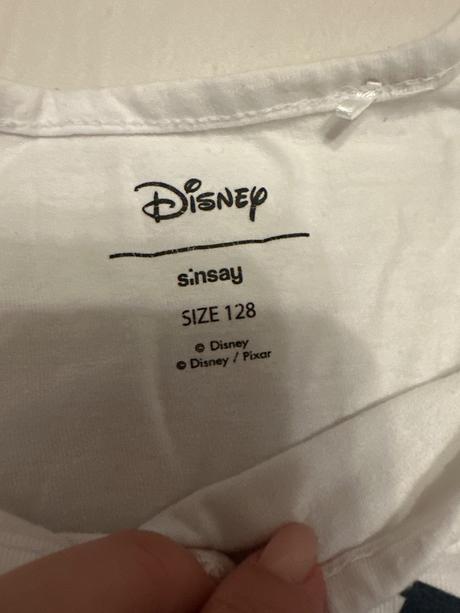 Disney
sinsay
SIZE 128
© Disney
© Disney / Pixar